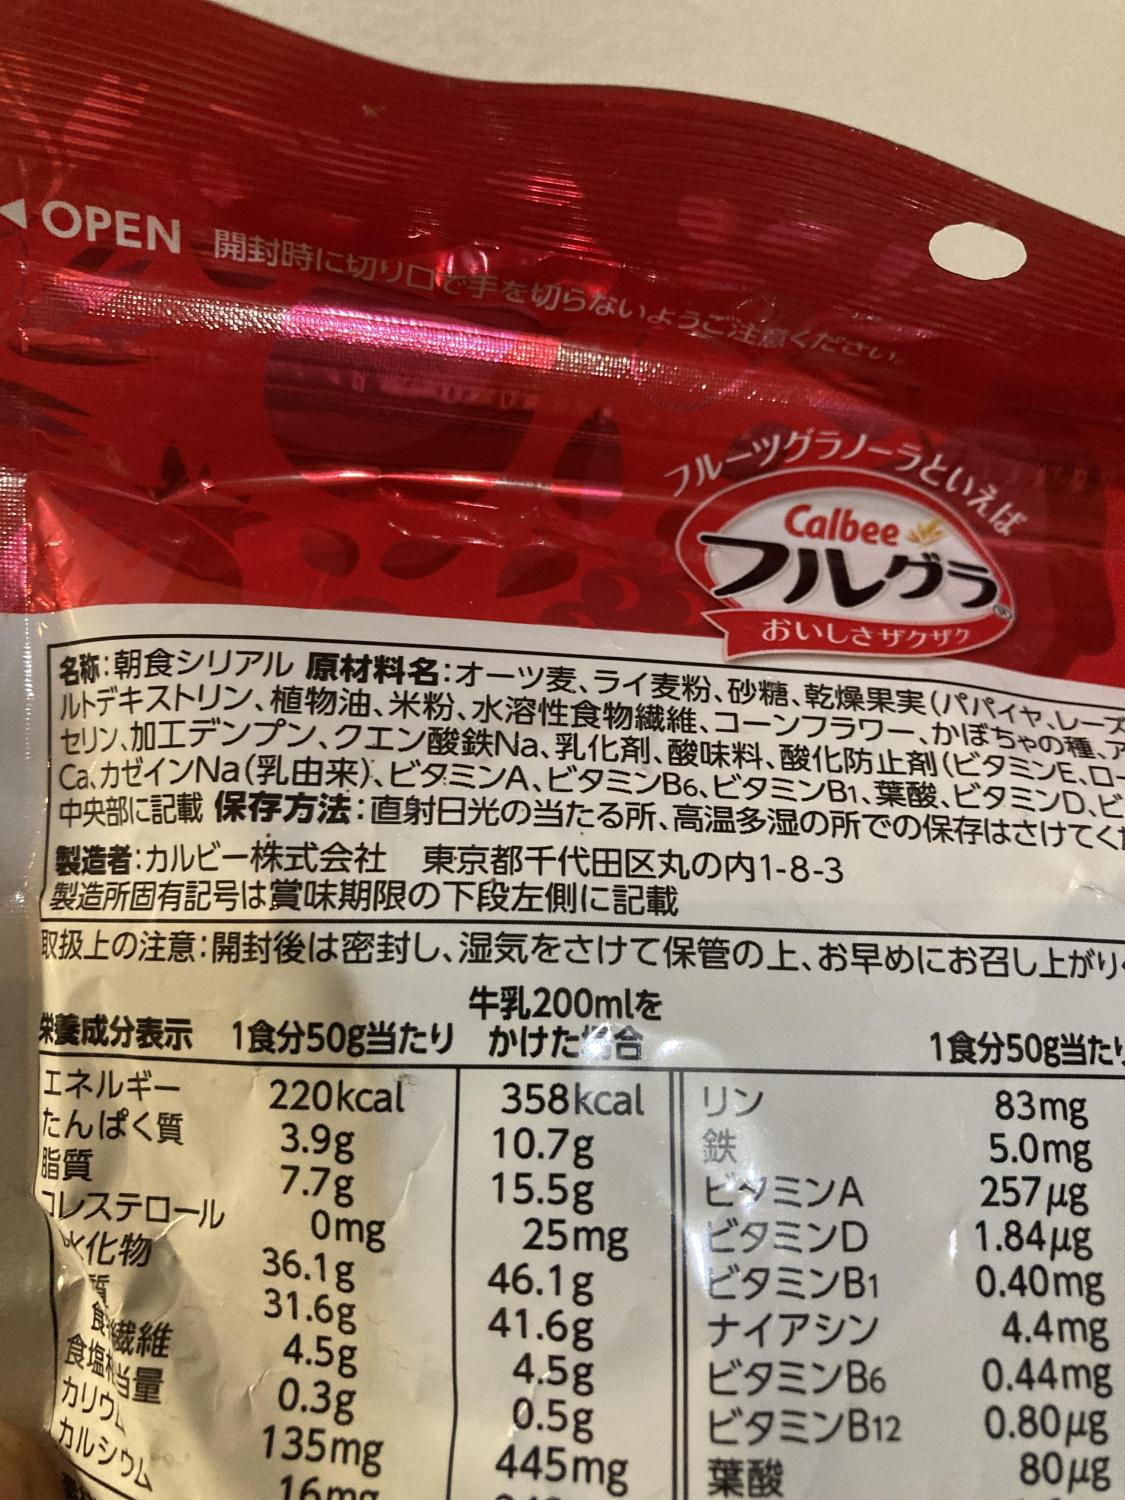 OPEN 開封時に切り口で手を切らないようご注意ください。
フルーツグラノーラといえば
Calbee
フルグラ®
おいしさザクザク
名称:朝食シリアル 原材料名:オーツ麦、ライ麦粉、砂糖、乾燥果実(パパイヤ、レーズ
ルトデキストリン、植物油、米粉、水溶性食物繊維、コーンフラワー、かぼちゃの種、ア
セリン、加工デンプン、クエン酸鉄Na、乳化剤、酸味料、酸化防止剤(ビタミンE、ロー
Ca、カゼインNa(乳由来)、ビタミンA、ビタミンB6、ビタミンB1、葉酸、ビタミンD、ビ
中央部に記載 保存方法:直射日光の当たる所、高温多湿の所での保存はさけてくだ
製造者:カルビー株式会社 東京都千代田区丸の内1-8-3
製造所固有記号は賞味期限の下段左側に記載
取扱上の注意:開封後は密封し、湿気をさけて保管の上、お早めにお召し上がりく
牛乳200mlを
栄養成分表示 1食分50g当たり かけた場合 1食分50g当たり
エネルギー 220kcal 358kcal リン 83mg
たんぱく質 3.9g 10.7g 鉄 5.0mg
脂質 7.7g 15.5g ビタミンA 257μg
コレステロール 0mg 25mg ビタミンD 1.84μg
水化物 36.1g 46.1g ビタミンB1 0.40mg
質 31.6g 41.6g ナイアシン 4.4mg
食物繊維 4.5g 4.5g ビタミンB6 0.44mg
食塩相当量 0.3g 0.5g ビタミンB12 0.80μg
カリウム 135mg 445mg 葉酸 80μg
カルシウム 16mg